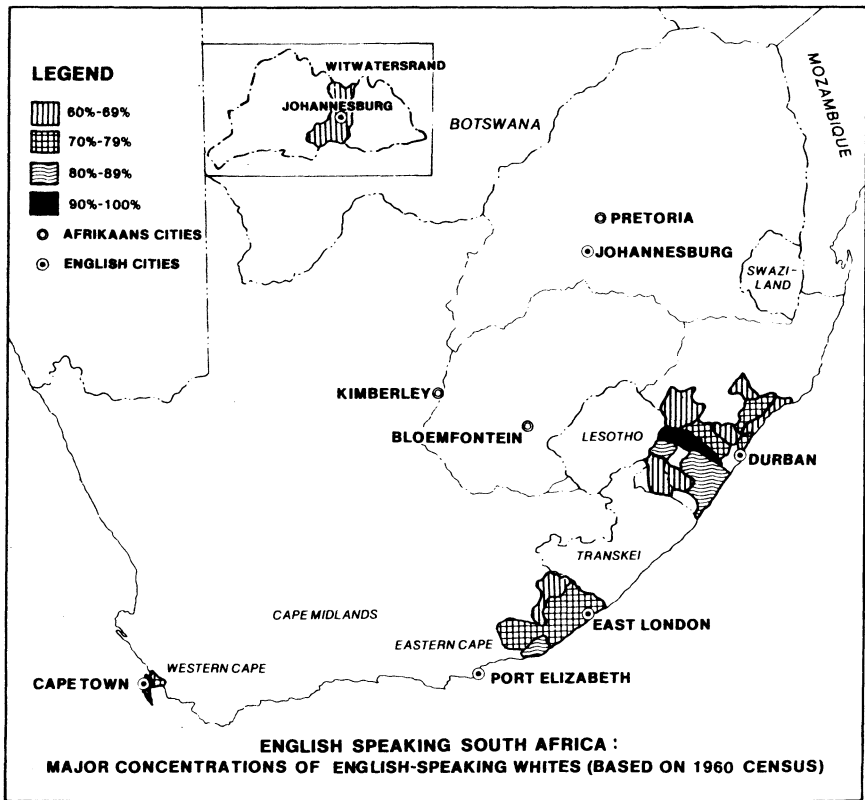 LEGEND
60%-69%
70%-79%
80%-89%
90%-100%
AFRIKAANS CITIES
ENGLISH CITIES
WITWATERSRAND
JOHANNESBURG
BOTSWANA
MOZAMBIQUE
PRETORIA
JOHANNESBURG
SWAZI-
LAND
KIMBERLEY
BLOEMFONTEIN
LESOTHO
DURBAN
TRANSKEI
CAPE MIDLANDS
EASTERN CAPE
EAST LONDON
WESTERN CAPE
CAPE TOWN
PORT ELIZABETH
ENGLISH SPEAKING SOUTH AFRICA :
MAJOR CONCENTRATIONS OF ENGLISH-SPEAKING WHITES (BASED ON 1960 CENSUS)